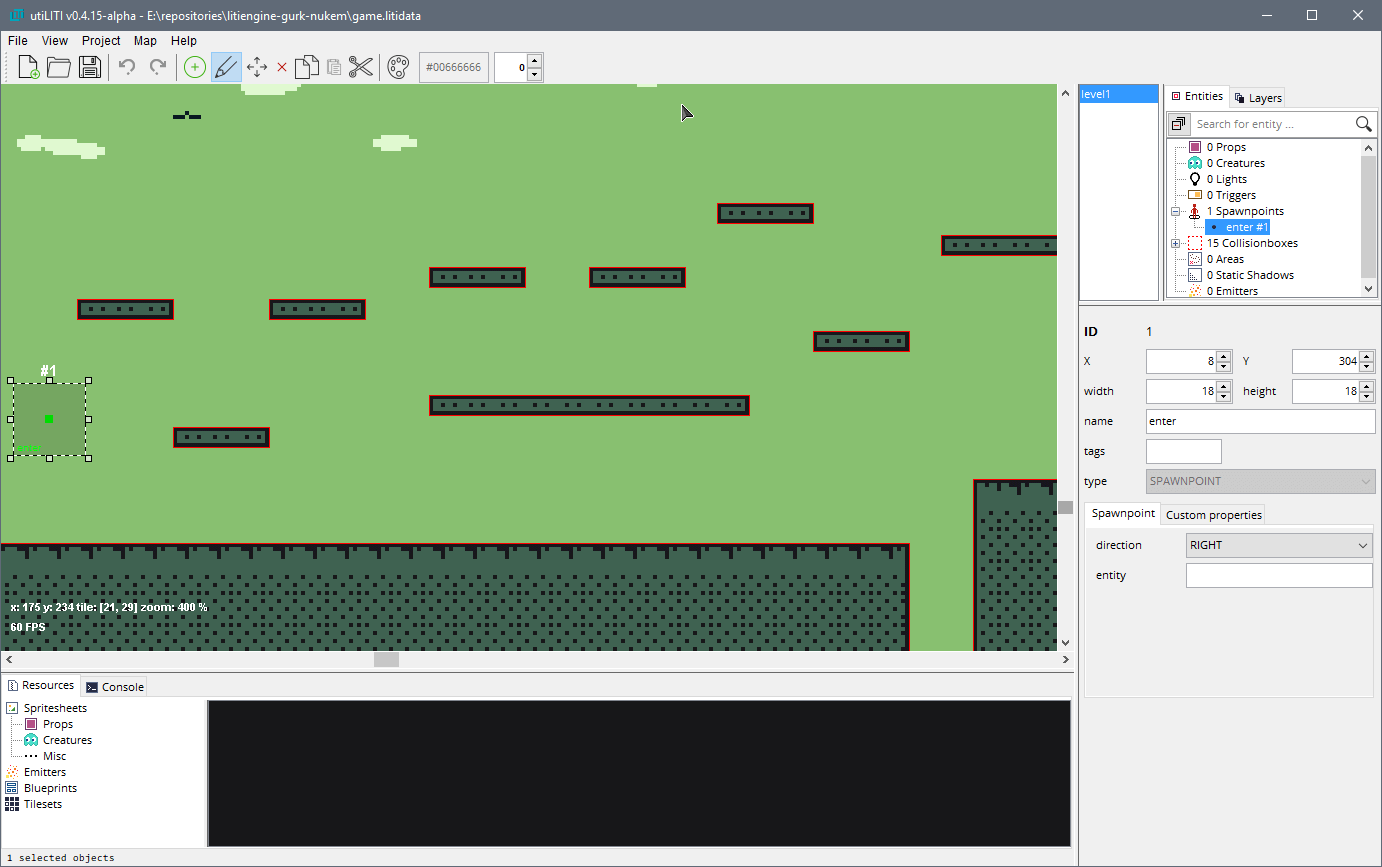 utiLITI v0.4.15-alpha - E:\repositories\litiengine-gurk-nukem\game.litidata
File View Project Map Help
#00666666 0
level1
Entities Layers
Search for entity ...
0 Props
0 Creatures
0 Lights
0 Triggers
1 Spawnpoints
enter #1
15 Collisionboxes
0 Areas
0 Static Shadows
0 Emitters
#1
enter
x: 175 y: 234 tile: [21, 29] zoom: 400 %
60 FPS
ID 1
X 8 Y 304
width 18 height 18
name enter
tags
type SPAWNPOINT
Spawnpoint Custom properties
direction RIGHT
entity
Resources Console
Spritesheets
Props
Creatures
Misc
Emitters
Blueprints
Tilesets
1 selected objects